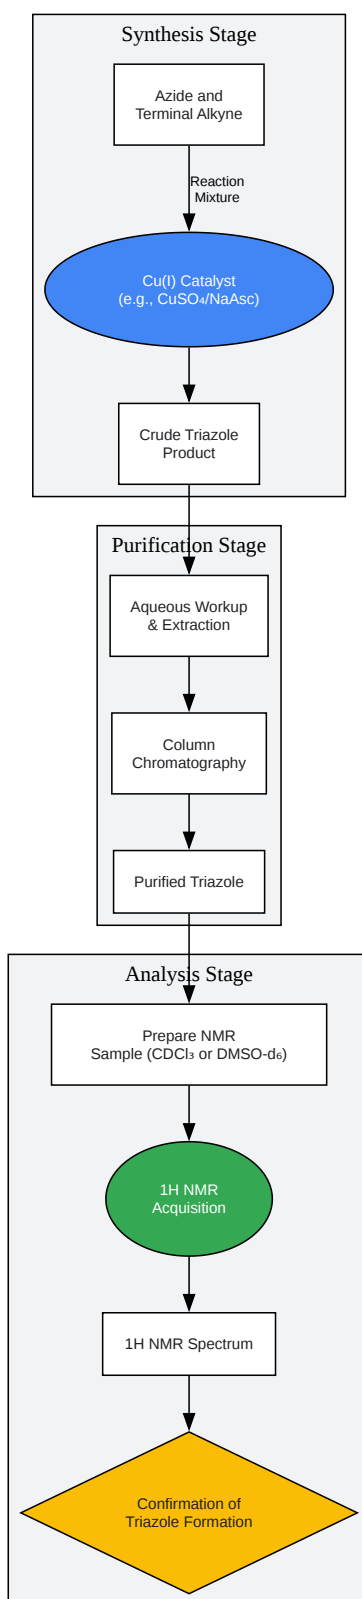 Synthesis Stage
Azide and
Terminal Alkyne
Reaction
Mixture
Cu(I) Catalyst
(e.g., CuSO₄/NaAsc)
Crude Triazole
Product
Purification Stage
Aqueous Workup
& Extraction
Column
Chromatography
Purified Triazole
Analysis Stage
Prepare NMR
Sample (CDCl₃ or DMSO-d₆)
1H NMR
Acquisition
1H NMR Spectrum
Confirmation of
Triazole Formation